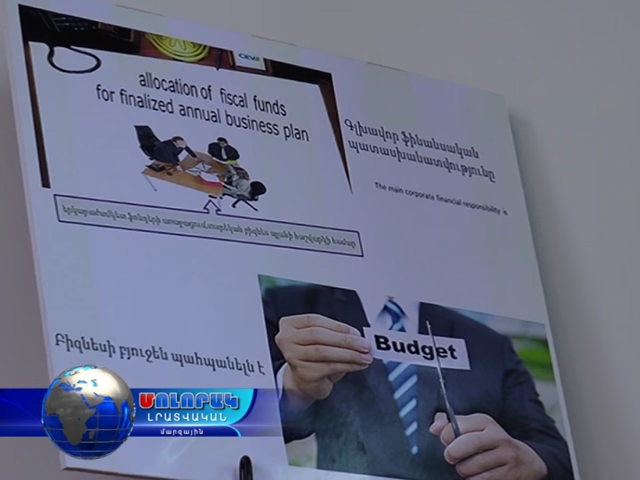 allocation of fiscal funds
for finalized annual business plan
Գլխավոր ֆինանսական
պատասխանատվությունը
The main corporate financial responsibility is
Budget
Բիզնեսի բյուջեն պահպանելն է
ՄՈԼՈՐԱԿ
ԼՐԱՏՎԱԿԱՆ
մարզային